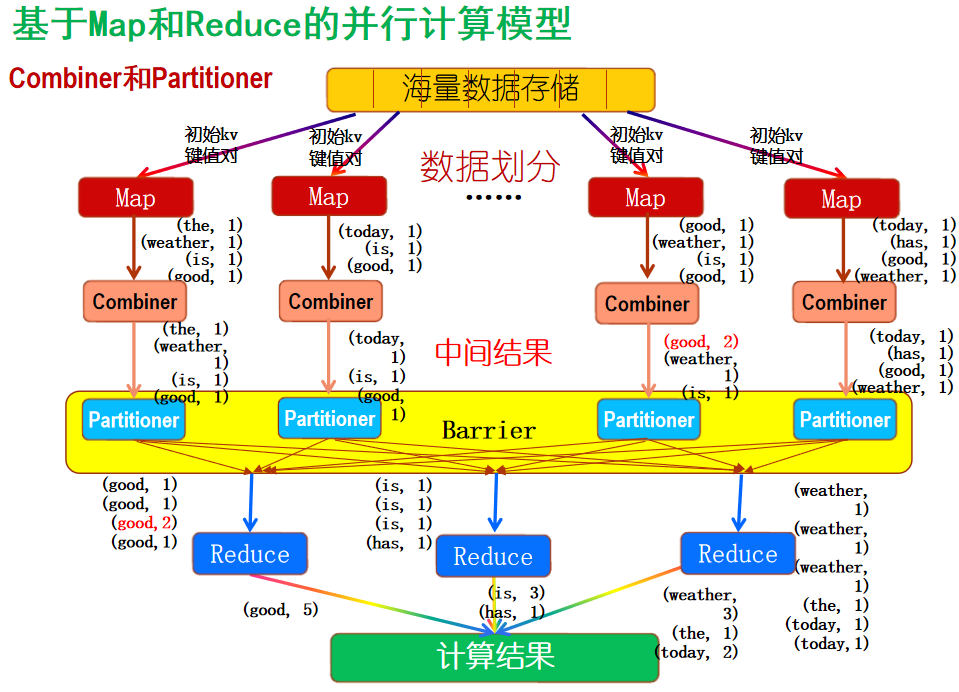 基于Map和Reduce的并行计算模型
Combiner和Partitioner
海量数据存储
初始kv
键值对
初始kv
键值对
初始kv
键值对
初始kv
键值对
数据划分
……
Map
Map
Map
Map
(the, 1)
(weather, 1)
(is, 1)
(good, 1)
(today, 1)
(is, 1)
(good, 1)
(good, 1)
(weather, 1)
(is, 1)
(good, 1)
(today, 1)
(has, 1)
(good, 1)
(weather, 1)
Combiner
Combiner
Combiner
Combiner
(the, 1)
(weather,
1)
(is, 1)
(good, 1)
(today,
1)
(is, 1)
(good,
1)
中间结果
(good, 2)
(weather,
1)
(is, 1)
(today, 1)
(has, 1)
(good, 1)
(weather, 1)
Partitioner
Partitioner
Partitioner
Partitioner
Barrier
(good, 1)
(good, 1)
(good,2)
(good,1)
(is, 1)
(is, 1)
(is, 1)
(has, 1)
(weather,
1)
(weather,
1)
(weather,
1)
(the, 1)
(today, 1)
(today,1)
Reduce
Reduce
Reduce
(good, 5)
(is, 3)
(has, 1)
(weather,
3)
(the, 1)
(today, 2)
计算结果